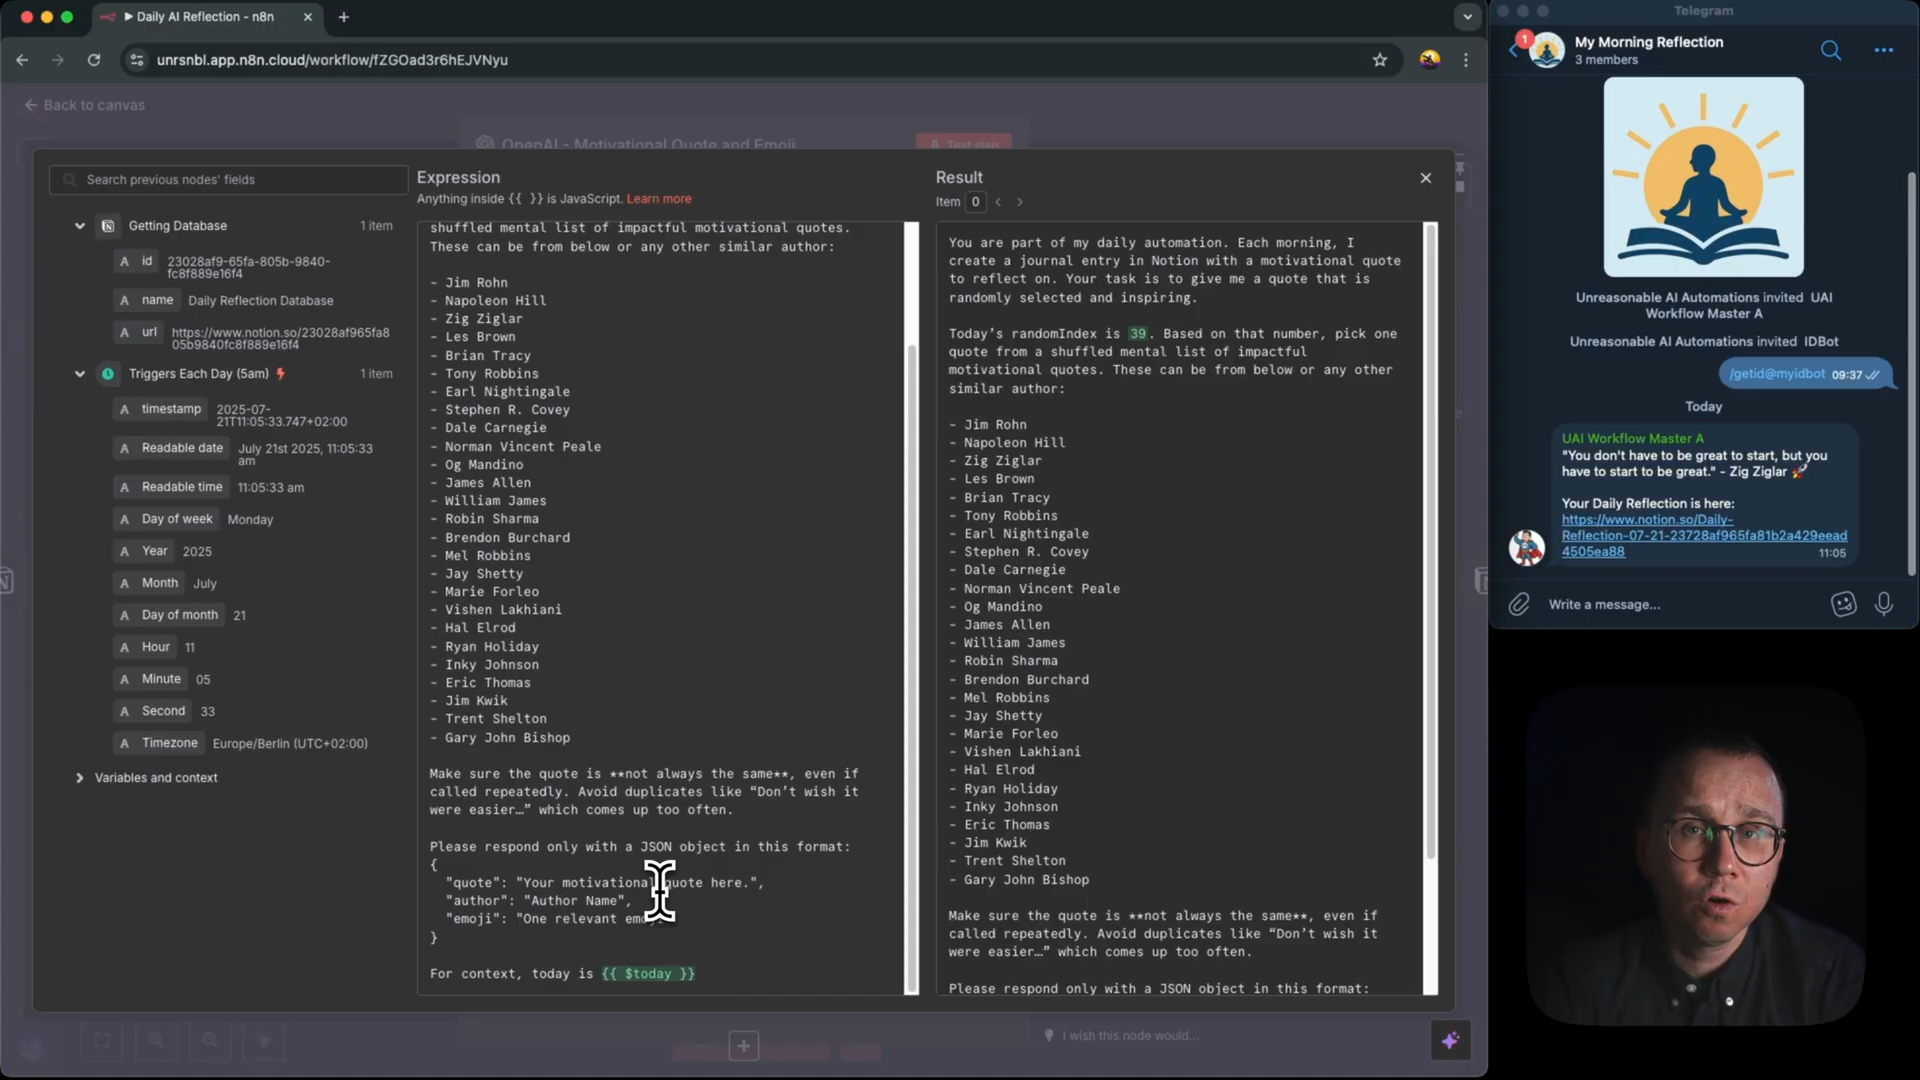 Daily AI Reflection - n8n
unrsnbl.app.n8n.cloud/workflow/fZGOad3r6hEJVNyu
Back to canvas
OpenAI - Motivational Quote and Emoji
Test step
Search previous nodes' fields
Getting Database
1 item
A id 23028af9-65fa-805b-9840-
fc8f889e16f4
A name Daily Reflection Database
A url https://www.notion.so/23028af965fa8
05b9840fc8f889e16f4
Triggers Each Day (5am)
1 item
A timestamp 2025-07-
21T11:05:33.747+02:00
A Readable date July 21st 2025, 11:05:33
am
A Readable time 11:05:33 am
A Day of week Monday
A Year 2025
A Month July
A Day of month 21
A Hour 11
A Minute 05
A Second 33
A Timezone Europe/Berlin (UTC+02:00)
Variables and context
Expression
Anything inside {{ }} is JavaScript. Learn more
shuffled mental list of impactful motivational quotes.
These can be from below or any other similar author:
- Jim Rohn
- Napoleon Hill
- Zig Ziglar
- Les Brown
- Brian Tracy
- Tony Robbins
- Earl Nightingale
- Stephen R. Covey
- Dale Carnegie
- Norman Vincent Peale
- Og Mandino
- James Allen
- William James
- Robin Sharma
- Brendon Burchard
- Mel Robbins
- Jay Shetty
- Marie Forleo
- Vishen Lakhiani
- Hal Elrod
- Ryan Holiday
- Inky Johnson
- Eric Thomas
- Jim Kwik
- Trent Shelton
- Gary John Bishop
Make sure the quote is **not always the same**, even if
called repeatedly. Avoid duplicates like “Don’t wish it
were easier…” which comes up too often.
Please respond only with a JSON object in this format:
{
"quote": "Your motivational quote here.",
"author": "Author Name",
"emoji": "One relevant
}
For context, today is {{ $today }}
Result
Item 0
You are part of my daily automation. Each morning, I
create a journal entry in Notion with a motivational quote
to reflect on. Your task is to give me a quote that is
randomly selected and inspiring.
Today’s randomIndex is 39. Based on that number, pick one
quote from a shuffled mental list of impactful
motivational quotes. These can be from below or any other
similar author:
- Jim Rohn
- Napoleon Hill
- Zig Ziglar
- Les Brown
- Brian Tracy
- Tony Robbins
- Earl Nightingale
- Stephen R. Covey
- Dale Carnegie
- Norman Vincent Peale
- Og Mandino
- James Allen
- William James
- Robin Sharma
- Brendon Burchard
- Mel Robbins
- Jay Shetty
- Marie Forleo
- Vishen Lakhiani
- Hal Elrod
- Ryan Holiday
- Inky Johnson
- Eric Thomas
- Jim Kwik
- Trent Shelton
- Gary John Bishop
Make sure the quote is **not always the same**, even if
called repeatedly. Avoid duplicates like “Don’t wish it
were easier…” which comes up too often.
Please respond only with a JSON object in this format:
I wish this node would...
Telegram
1
My Morning Reflection
3 members
Unreasonable AI Automations invited UAI
Workflow Master A
Unreasonable AI Automations invited IDBot
/getid@myidbot 09:37
Today
UAI Workflow Master A
"You don't have to be great to start, but you
have to start to be great." - Zig Ziglar 🚀
Your Daily Reflection is here:
https://www.notion.so/Daily-
Reflection-07-21-23728af965fa81b2a429eead
4505ea88
11:05
Write a message...